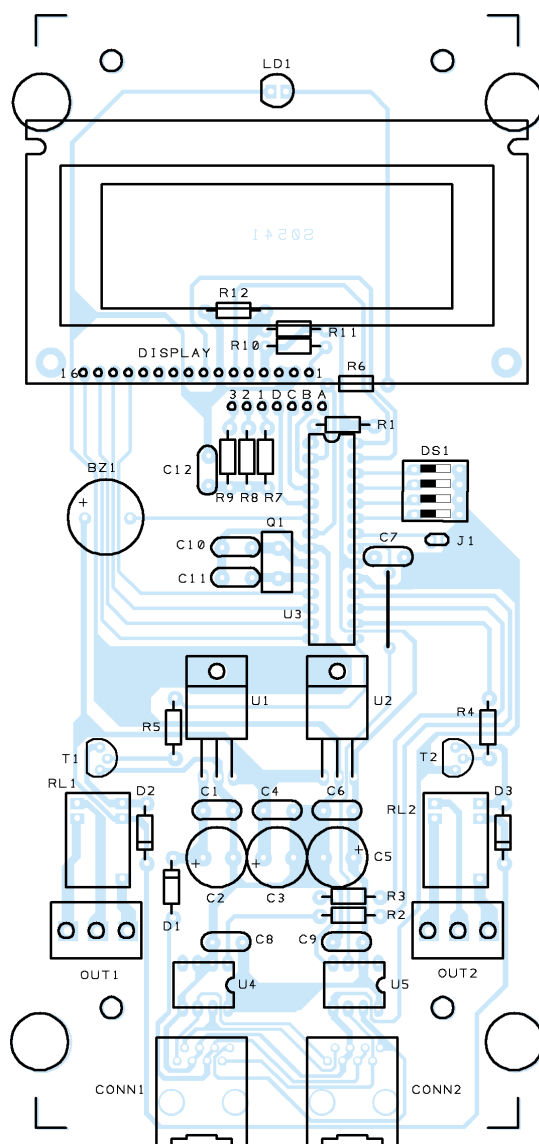 LD1
S0541
R12
R11
R10
DISPLAY
16
1
R6
3 2 1 D C B A
R1
C12
R9 R8 R7
DS1
BZ1
+
Q1
C10
C7
J1
C11
U3
U1
U2
R5
R4
T1
T2
RL1
D2
C1
C4
C6
RL2
D3
+
+
+
C5
C2
C3
R3
D1
R2
C8
C9
OUT1
OUT2
U4
U5
CONN1
CONN2